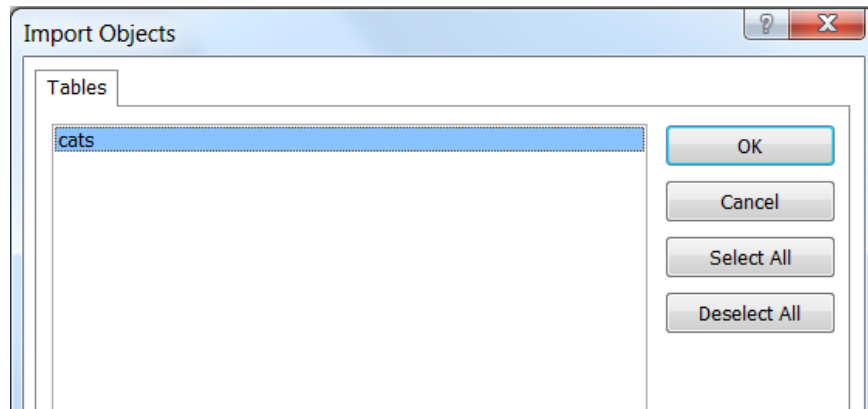 Import Objects
?
Tables
cats
OK
Cancel
Select All
Deselect All